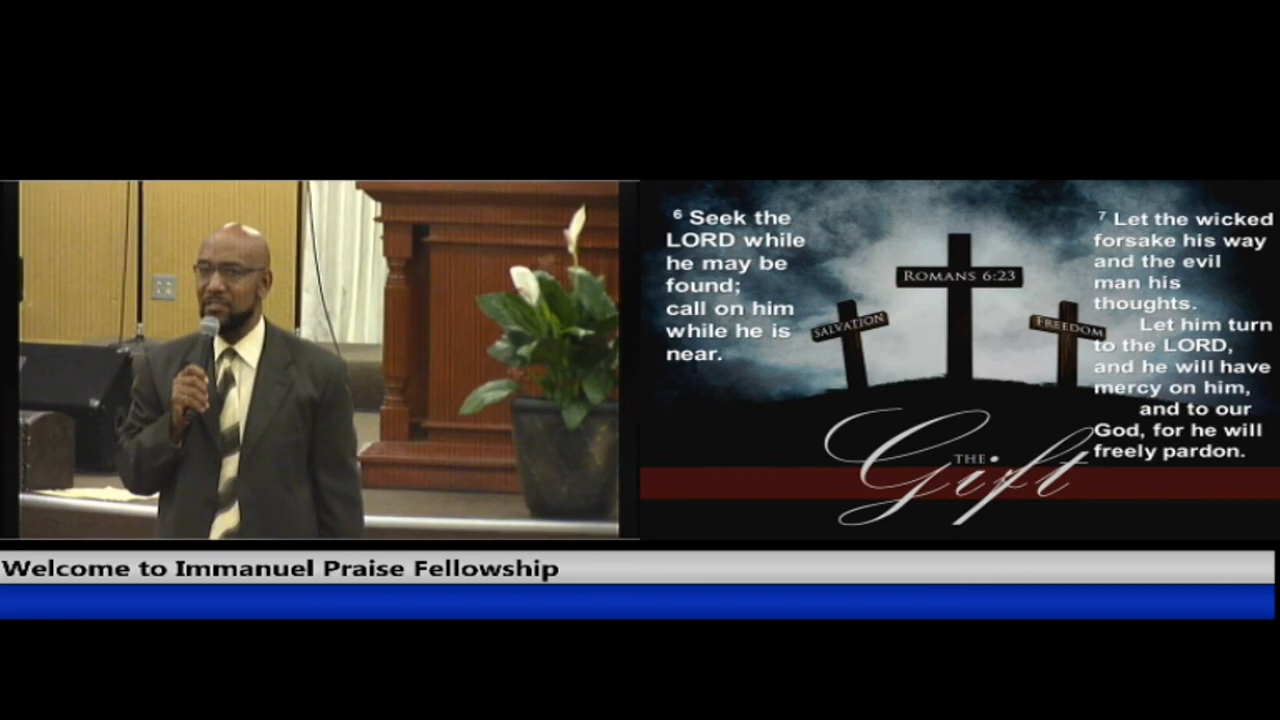 ⁶ Seek the
LORD while
he may be
found;
call on him
while he is
near.
ROMANS 6:23
SALVATION
FREEDOM
THE
Gift
⁷ Let the wicked
forsake his way
and the evil
man his
thoughts.
Let him turn
to the LORD,
and he will have
mercy on him,
and to our
God, for he will
freely pardon.
Welcome to Immanuel Praise Fellowship